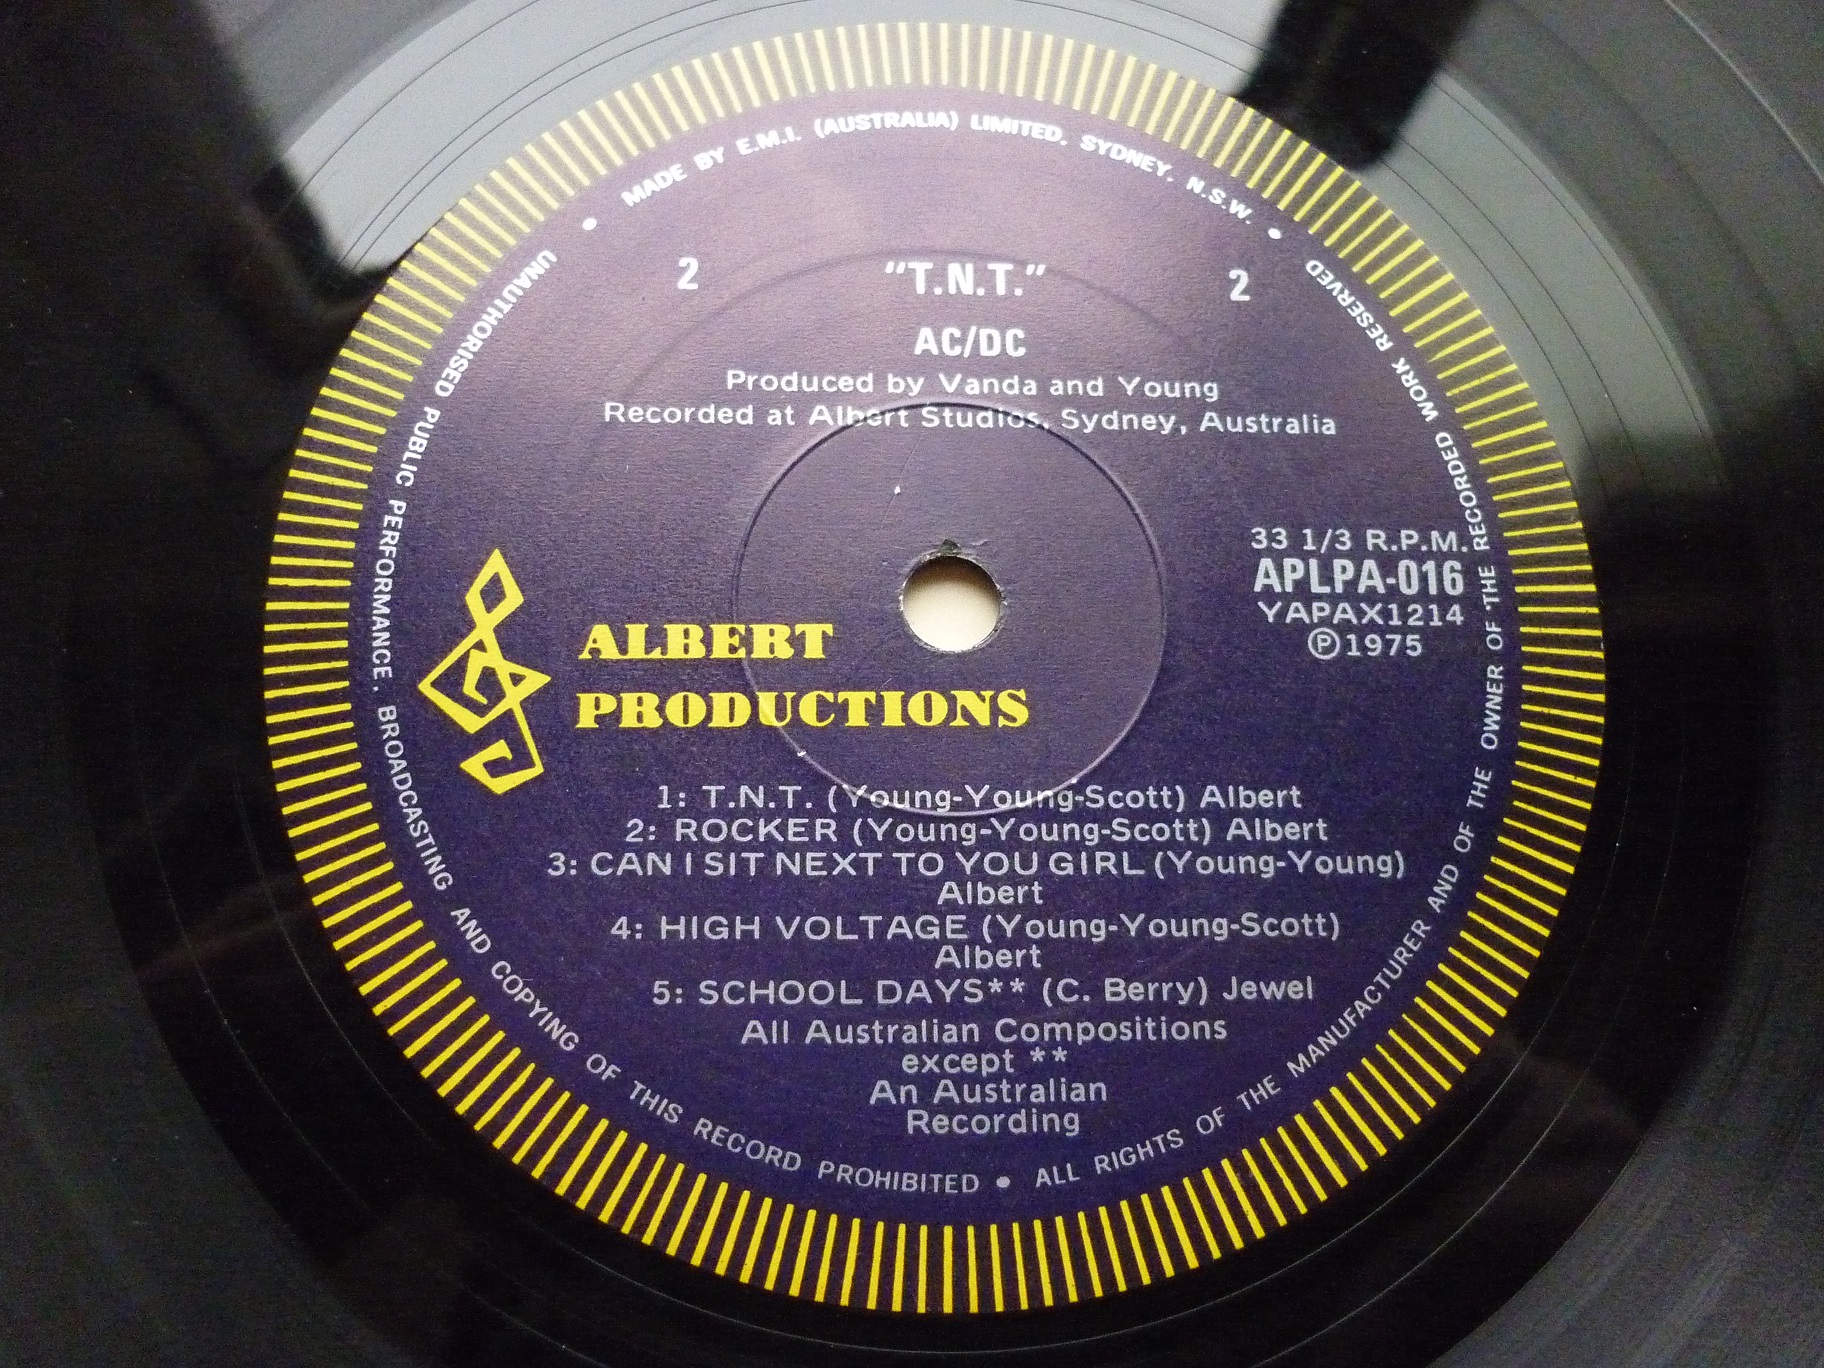 MADE BY E.M.I. (AUSTRALIA) LIMITED. SYDNEY. N.S.W.
2 "T.N.T." 2
AC/DC
Produced by Vanda and Young
Recorded at Albert Studios, Sydney, Australia
33 1/3 R.P.M.
APLPA-016
YAPAX1214
Ⓟ1975
ALBERT
PRODUCTIONS
1: T.N.T. (Young-Young-Scott) Albert
2: ROCKER (Young-Young-Scott) Albert
3: CAN I SIT NEXT TO YOU GIRL (Young-Young)
Albert
4: HIGH VOLTAGE (Young-Young-Scott)
Albert
5: SCHOOL DAYS** (C. Berry) Jewel
All Australian Compositions
except **
An Australian
Recording
UNAUTHORISED PUBLIC PERFORMANCE. BROADCASTING AND COPYING OF THIS RECORD PROHIBITED • ALL RIGHTS OF THE MANUFACTURER AND OF THE OWNER OF THE RECORDED WORK RESERVED •